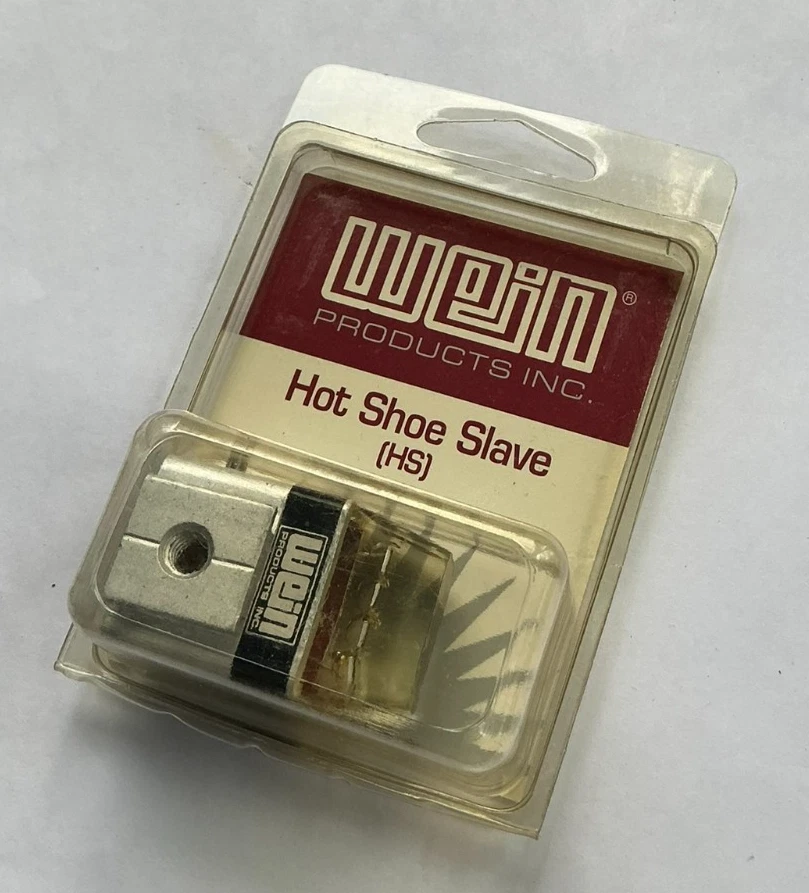 Wein®
PRODUCTS INC.
Hot Shoe Slave
(HS)
Wein
PRODUCTS INC.